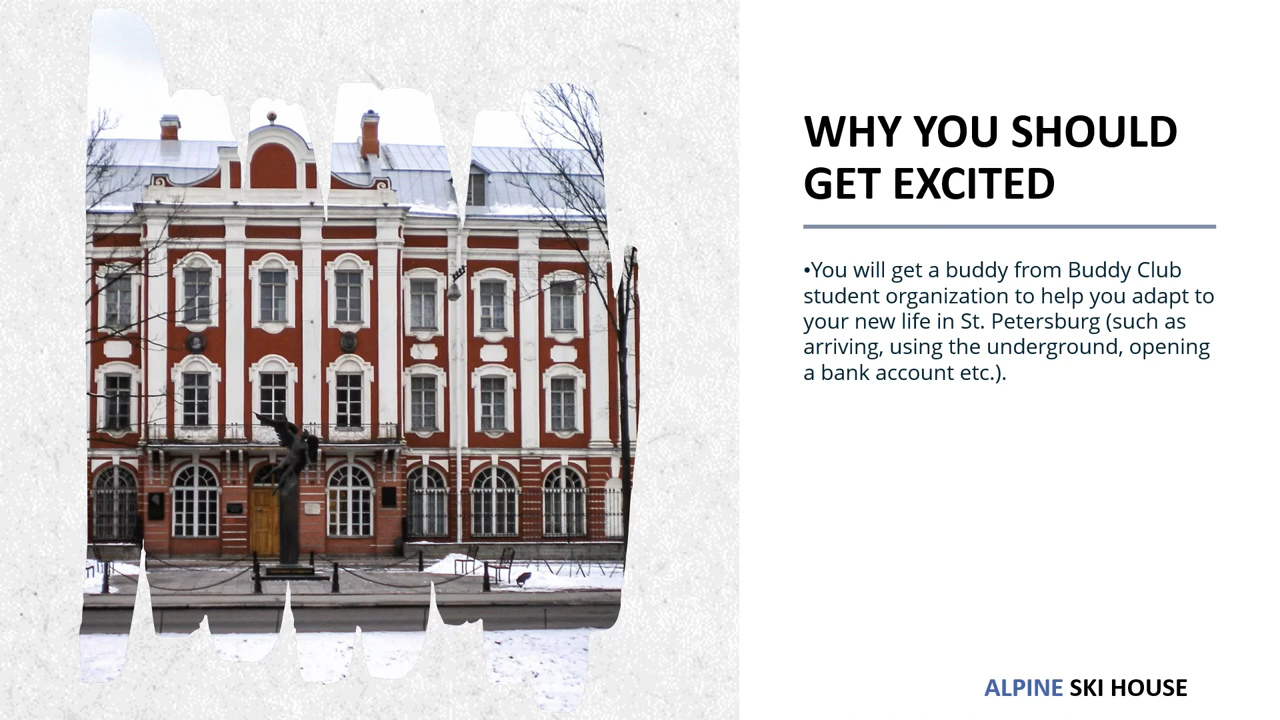 WHY YOU SHOULD
GET EXCITED
•You will get a buddy from Buddy Club
student organization to help you adapt to
your new life in St. Petersburg (such as
arriving, using the underground, opening
a bank account etc.).
ALPINE SKI HOUSE